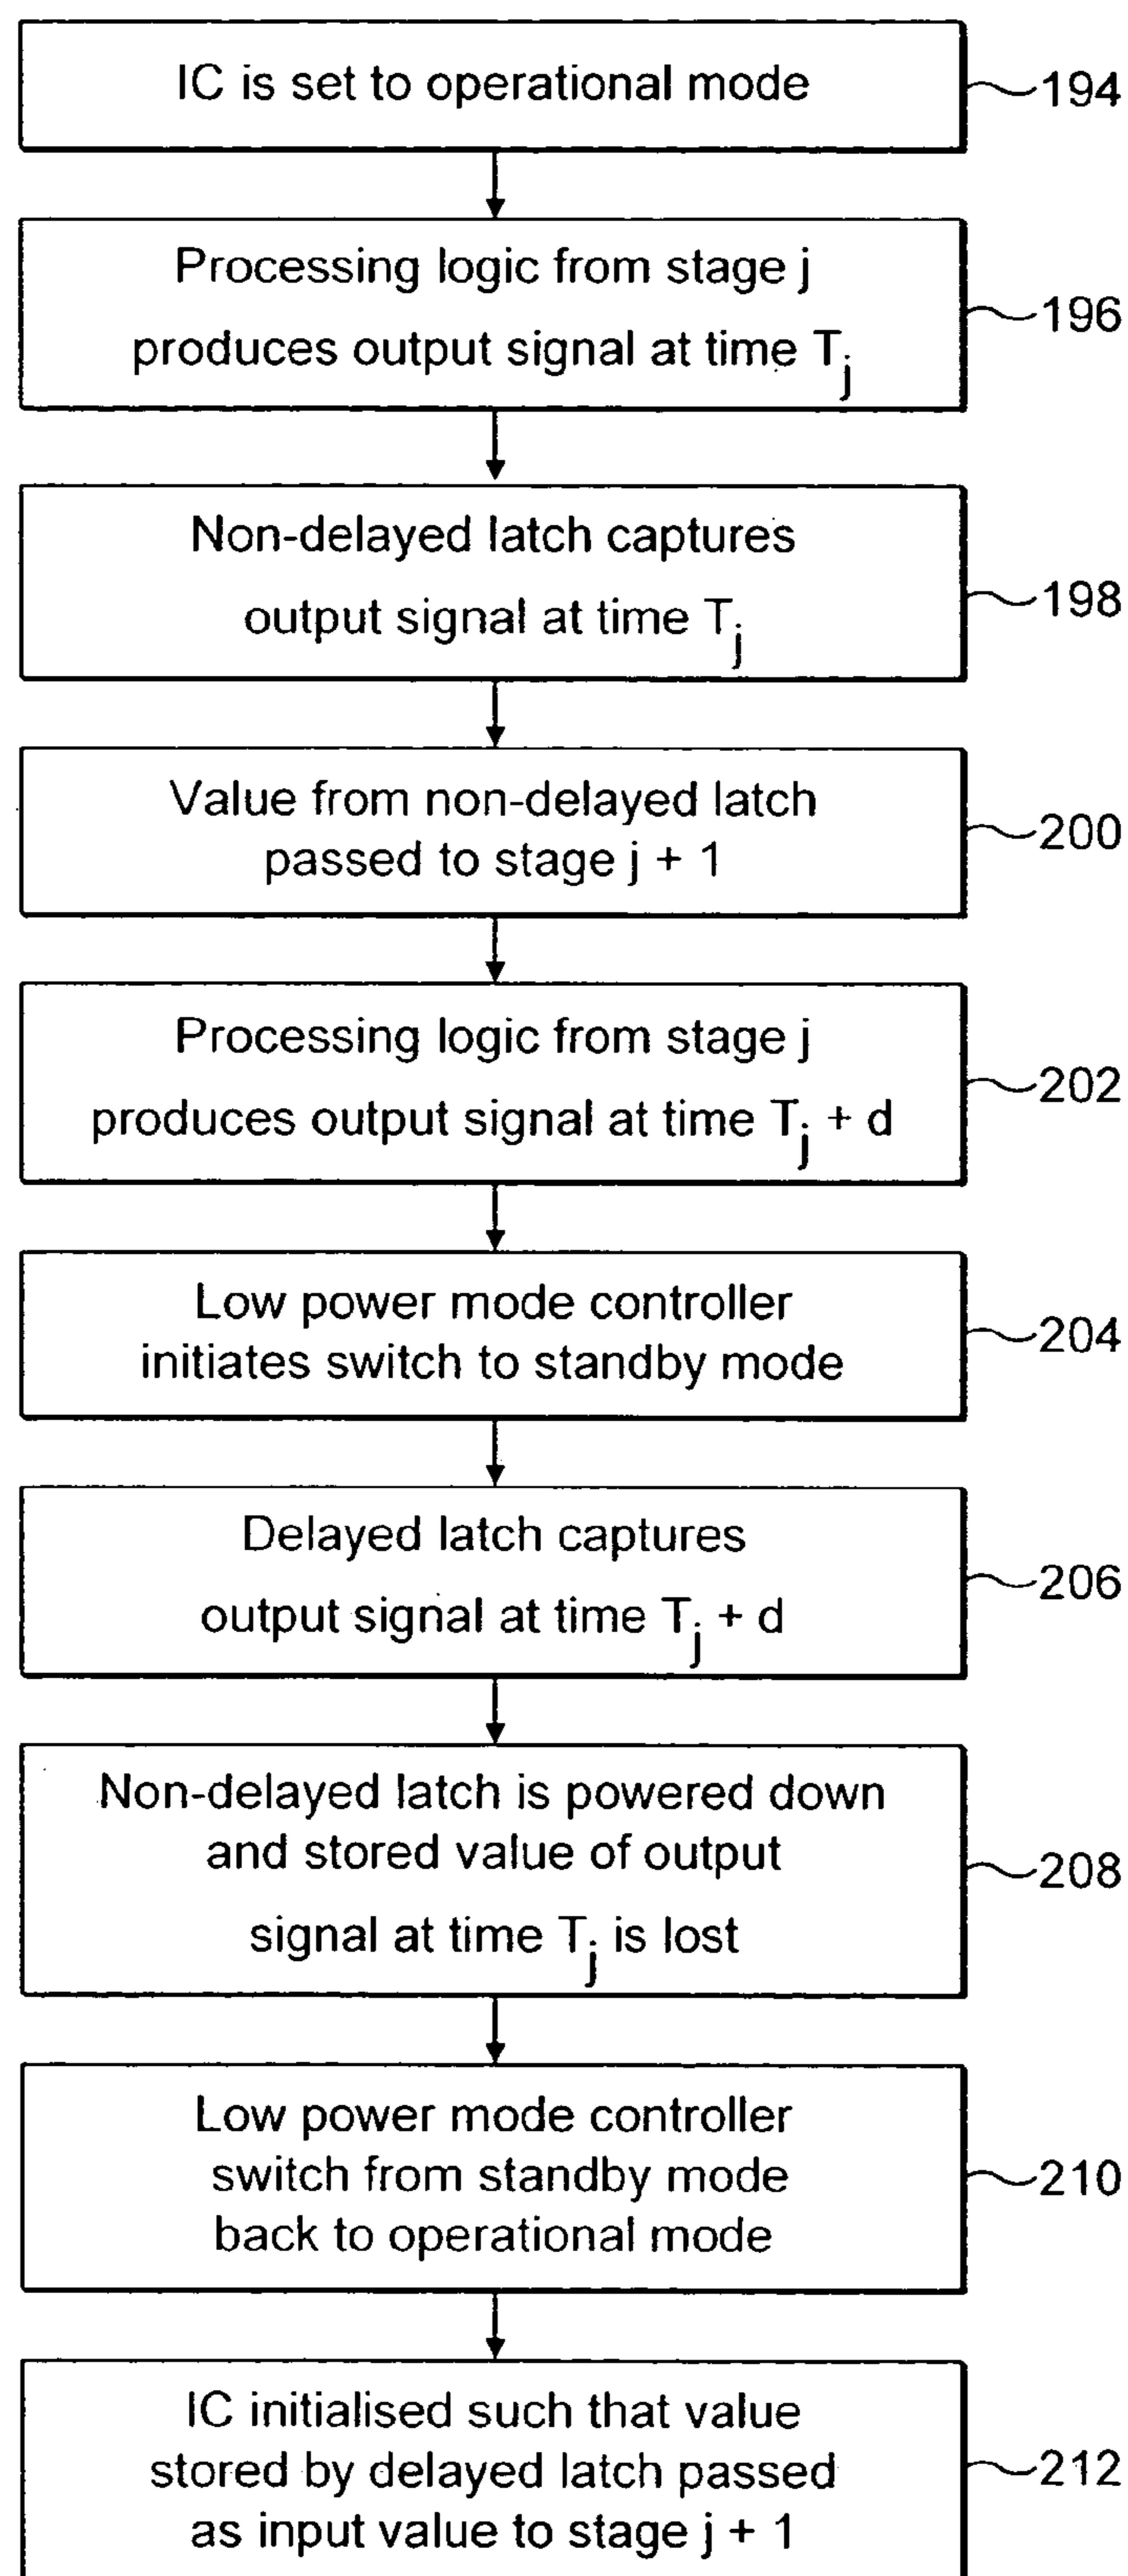 IC is set to operational mode
194
Processing logic from stage j
produces output signal at time Tj
196
Non-delayed latch captures
output signal at time Tj
198
Value from non-delayed latch
passed to stage j + 1
200
Processing logic from stage j
produces output signal at time Tj + d
202
Low power mode controller
initiates switch to standby mode
204
Delayed latch captures
output signal at time Tj + d
206
Non-delayed latch is powered down
and stored value of output
signal at time Tj is lost
208
Low power mode controller
switch from standby mode
back to operational mode
210
IC initialised such that value
stored by delayed latch passed
as input value to stage j + 1
212